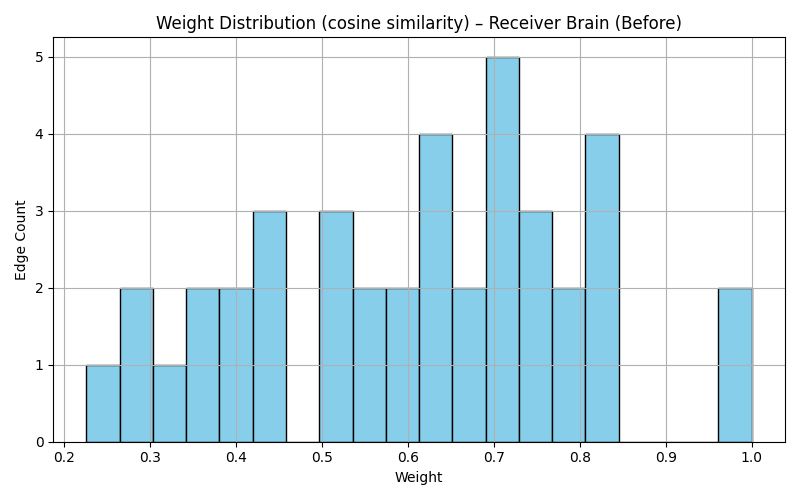 Weight Distribution (cosine similarity) – Receiver Brain (Before)
Edge Count
5
4
3
2
1
0
0.2 0.3 0.4 0.5 0.6 0.7 0.8 0.9 1.0
Weight